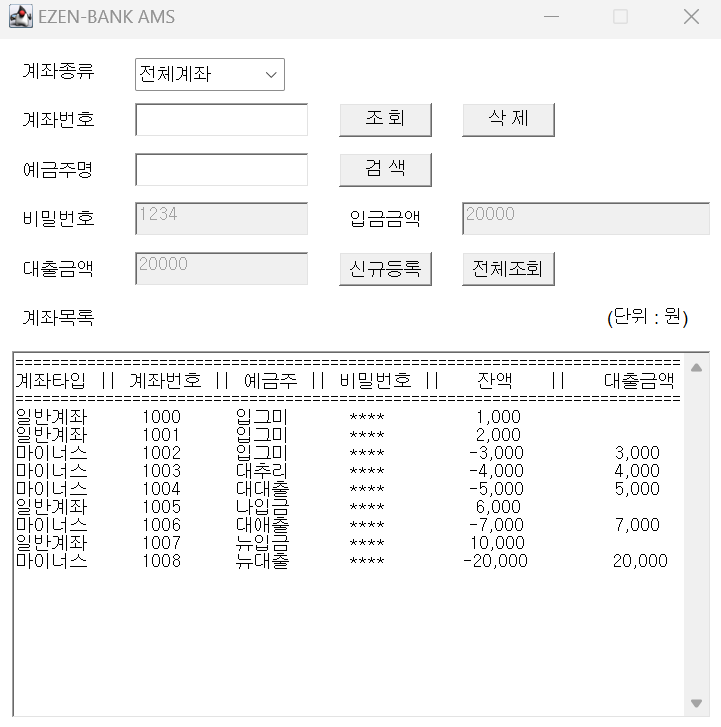 EZEN-BANK AMS
계좌종류 전체계좌
계좌번호 조 회 삭 제
예금주명 검 색
비밀번호 1234 입금금액 20000
대출금액 20000 신규등록 전체조회
계좌목록 (단위 : 원)
==========================================================================
계좌타입 || 계좌번호 || 예금주 || 비밀번호 || 잔액 || 대출금액
==========================================================================
일반계좌 1000 입그미 **** 1,000
일반계좌 1001 입그미 **** 2,000
마이너스 1002 입그미 **** -3,000 3,000
마이너스 1003 대추리 **** -4,000 4,000
마이너스 1004 대대출 **** -5,000 5,000
일반계좌 1005 나입금 **** 6,000
마이너스 1006 대애출 **** -7,000 7,000
일반계좌 1007 뉴입금 **** 10,000
마이너스 1008 뉴대출 **** -20,000 20,000